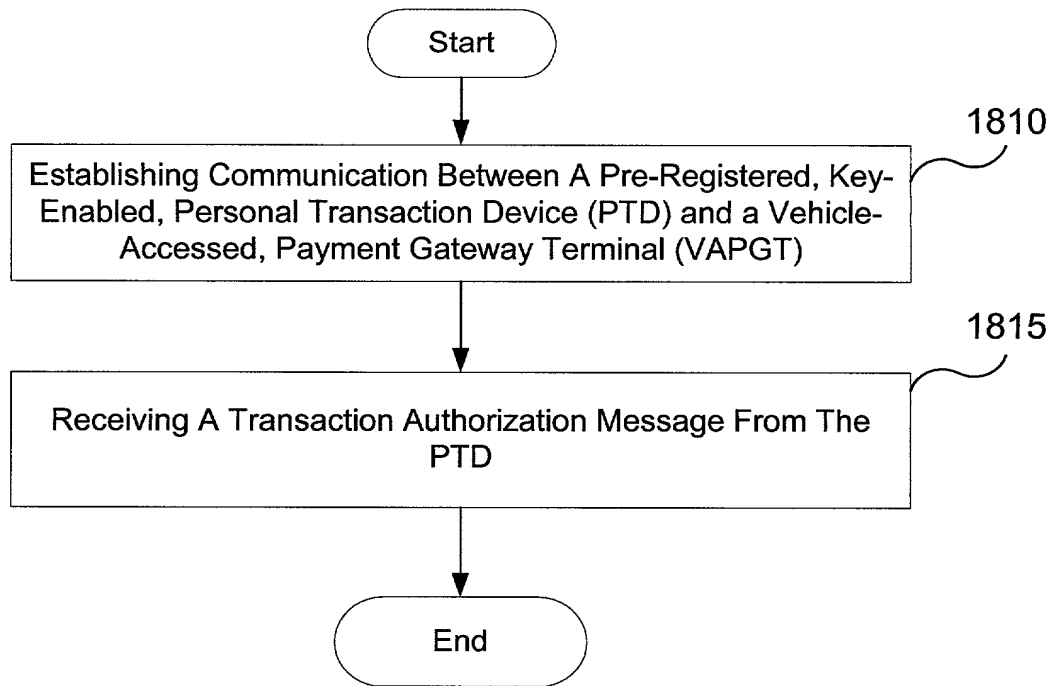 Start
1810
Establishing Communication Between A Pre-Registered, Key-
Enabled, Personal Transaction Device (PTD) and a Vehicle-
Accessed, Payment Gateway Terminal (VAPGT)
1815
Receiving A Transaction Authorization Message From The
PTD
End